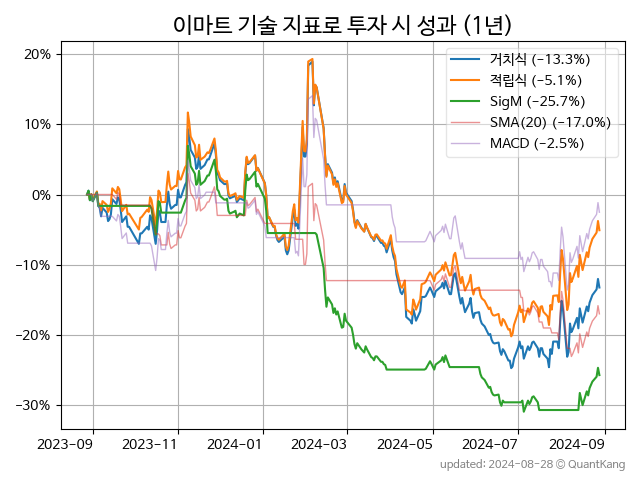 이마트 기술 지표로 투자 시 성과 (1년)
거치식 (-13.3%)
적립식 (-5.1%)
SigM (-25.7%)
SMA(20) (-17.0%)
MACD (-2.5%)
20%
10%
0%
-10%
-20%
-30%
2023-09 2023-11 2024-01 2024-03 2024-05 2024-07 2024-09
updated: 2024-08-28 © QuantKang